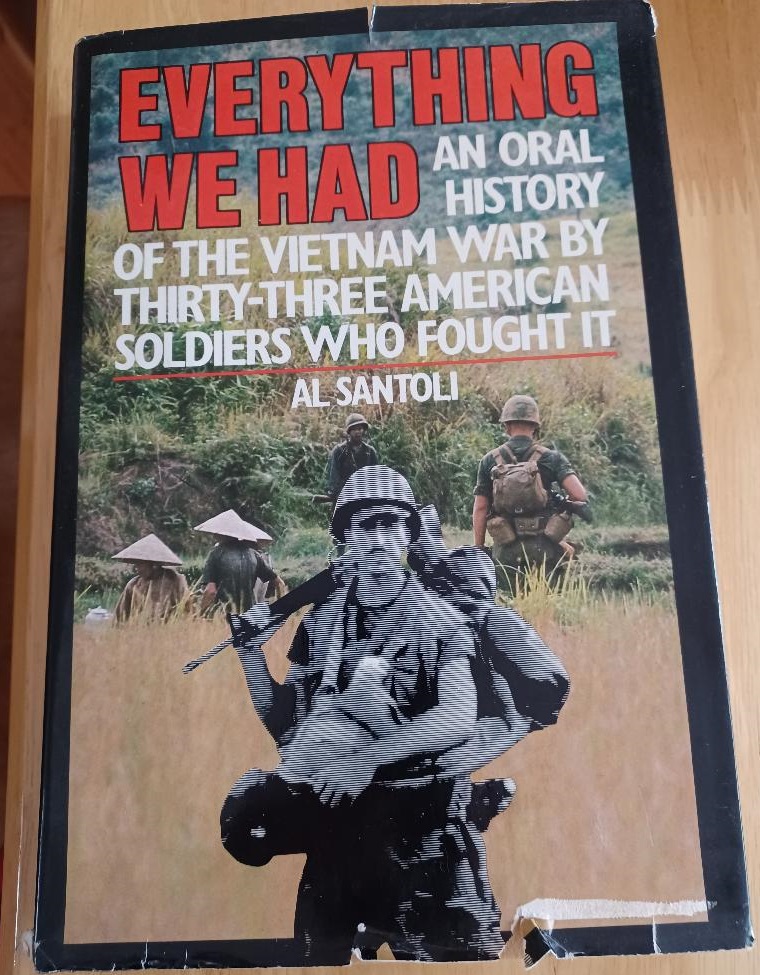 EVERYTHING
WE HAD AN ORAL
HISTORY
OF THE VIETNAM WAR BY
THIRTY-THREE AMERICAN
SOLDIERS WHO FOUGHT IT
AL SANTOLI